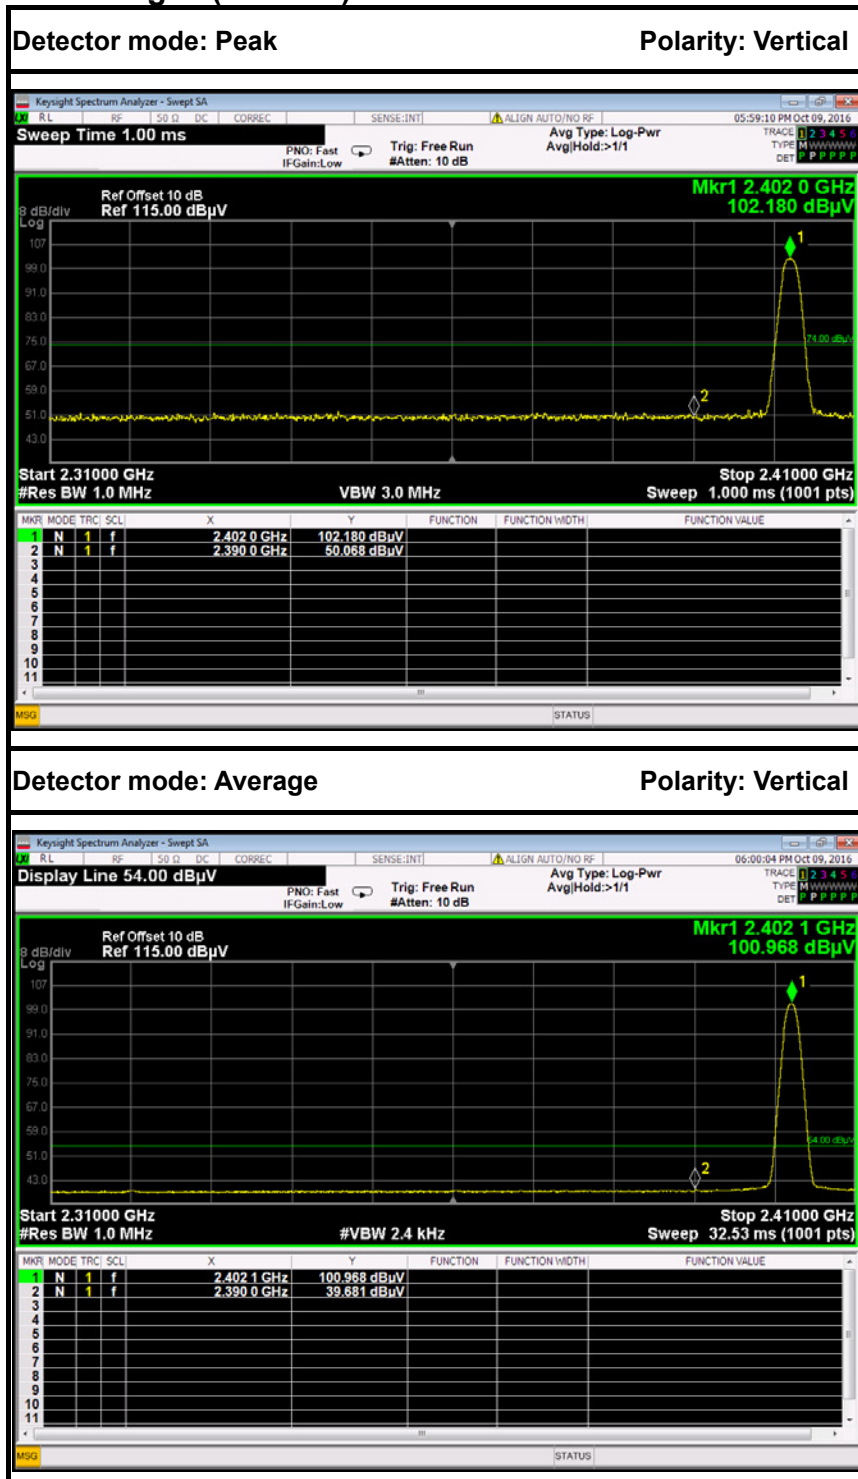 Detector mode: Peak Polarity: Vertical
Keysight Spectrum Analyzer - Swept SA
RL RF 50 Ω DC CORREC SENSE:INT ALIGN AUTO/NO RF 05:59:10 PM Oct 09, 2016
Sweep Time 1.00 ms
PNO: Fast
IFGain:Low
Trig: Free Run
#Atten: 10 dB
Avg Type: Log-Pwr
Avg|Hold:>1/1
TRACE 1 2 3 4 5 6
TYPE M WWWWW
DET P P P P P P
Mkr1 2.402 0 GHz
102.180 dBµV
Ref Offset 10 dB
8 dB/div Ref 115.00 dBµV
Log
107
99.0
91.0
83.0
75.0
67.0
59.0
51.0
43.0
1
74.00 dBµV
2
Start 2.31000 GHz Stop 2.41000 GHz
#Res BW 1.0 MHz VBW 3.0 MHz Sweep 1.000 ms (1001 pts)
MKR MODE TRC SCL X Y FUNCTION FUNCTION WIDTH FUNCTION VALUE
1 N 1 f 2.402 0 GHz 102.180 dBµV
2 N 1 f 2.390 0 GHz 50.068 dBµV
3
4
5
6
7
8
9
10
11
MSG STATUS
Detector mode: Average Polarity: Vertical
Keysight Spectrum Analyzer - Swept SA
RL RF 50 Ω DC CORREC SENSE:INT ALIGN AUTO/NO RF 06:00:04 PM Oct 09, 2016
Display Line 54.00 dBµV
PNO: Fast
IFGain:Low
Trig: Free Run
#Atten: 10 dB
Avg Type: Log-Pwr
Avg|Hold:>1/1
TRACE 1 2 3 4 5 6
TYPE M WWWWW
DET P P P P P P
Mkr1 2.402 1 GHz
100.968 dBµV
Ref Offset 10 dB
8 dB/div Ref 115.00 dBµV
Log
107
99.0
91.0
83.0
75.0
67.0
59.0
51.0
43.0
1
54.00 dBµV
2
Start 2.31000 GHz Stop 2.41000 GHz
#Res BW 1.0 MHz #VBW 2.4 kHz Sweep 32.53 ms (1001 pts)
MKR MODE TRC SCL X Y FUNCTION FUNCTION WIDTH FUNCTION VALUE
1 N 1 f 2.402 1 GHz 100.968 dBµV
2 N 1 f 2.390 0 GHz 39.681 dBµV
3
4
5
6
7
8
9
10
11
MSG STATUS